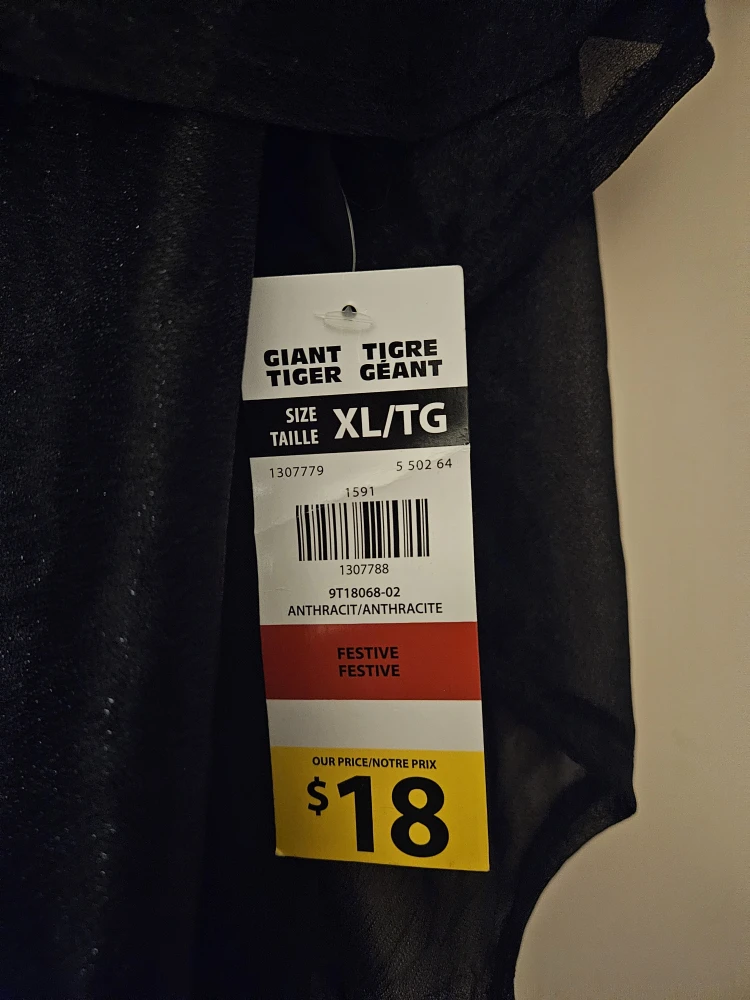 GIANT TIGRE
TIGER GÉANT
SIZE
TAILLE
XL/TG
1307779 5 502 64
1591
1307788
9T18068-02
ANTHRACIT/ANTHRACITE
FESTIVE
FESTIVE
OUR PRICE/NOTRE PRIX
$18